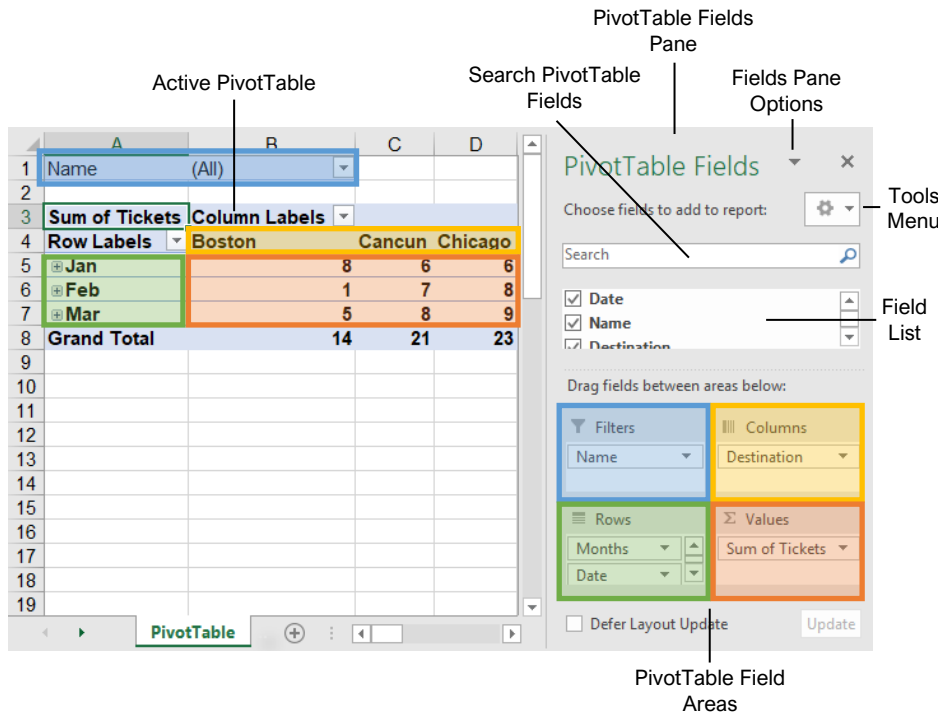 PivotTable Fields
Pane
Active PivotTable
Search PivotTable
Fields
Fields Pane
Options
A B C D
1 Name (All)
2
3 Sum of Tickets Column Labels
4 Row Labels Boston Cancun Chicago
5 Jan 8 6 6
6 Feb 1 7 8
7 Mar 5 8 9
8 Grand Total 14 21 23
9
10
11
12
13
14
15
16
17
18
19
PivotTable
PivotTable Fields
Choose fields to add to report:
Tools
Menu
Search
Date
Name
Destination
Field
List
Drag fields between areas below:
Filters
Name
Columns
Destination
Rows
Months
Date
Σ Values
Sum of Tickets
Defer Layout Update
Update
PivotTable Field
Areas